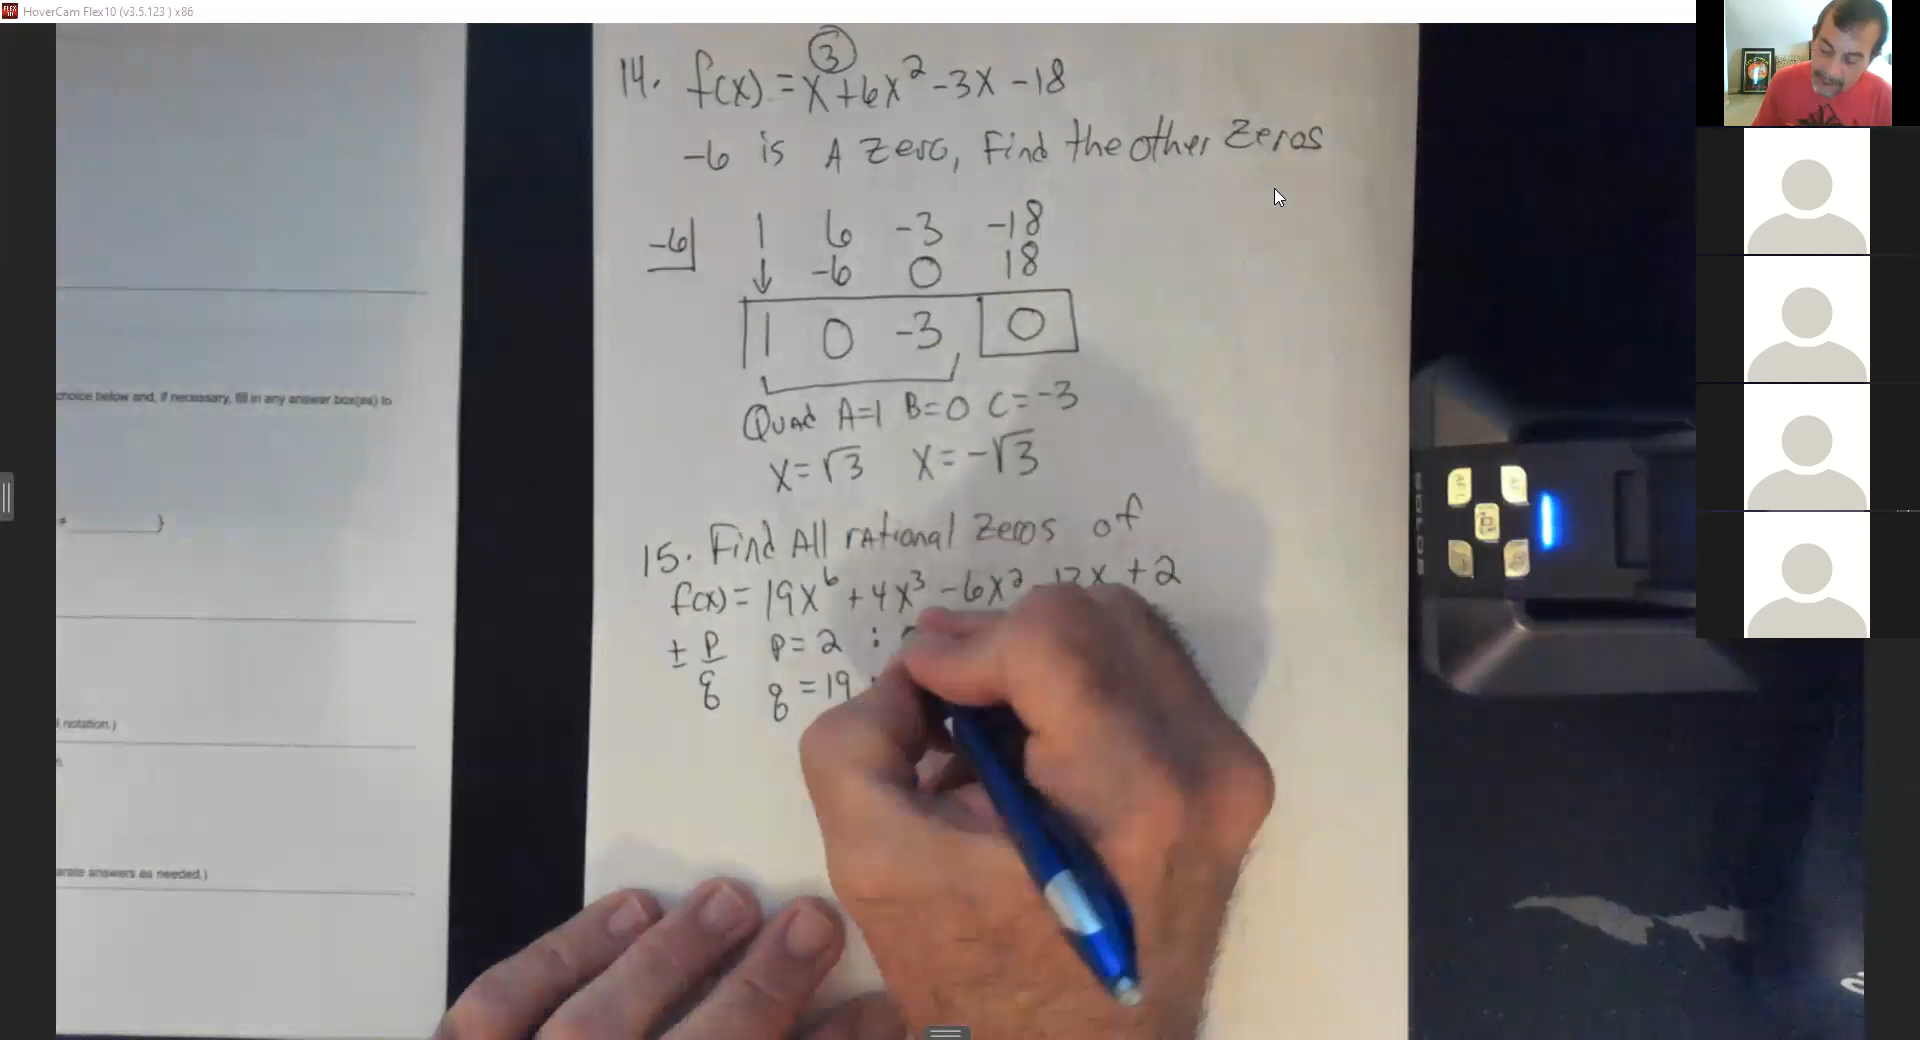 HoverCam Flex10 (v3.5.123 ) x86
14. f(x) = x³ + 6x² - 3x - 18
-6 is A zero, Find the other zeros
-6 1 6 -3 -18
↓ -6 0 18
1 0 -3 0
Quad A=1 B=0 C=-3
x=√3 x=-√3
15. Find All rational zeros of
f(x) = 19x⁶ + 4x³ - 6x² x + 2
± p/q p=2 :
q=19 :
choice below and, if necessary, fill in any answer box(es) to
}
notation.)
arate answers as needed.)